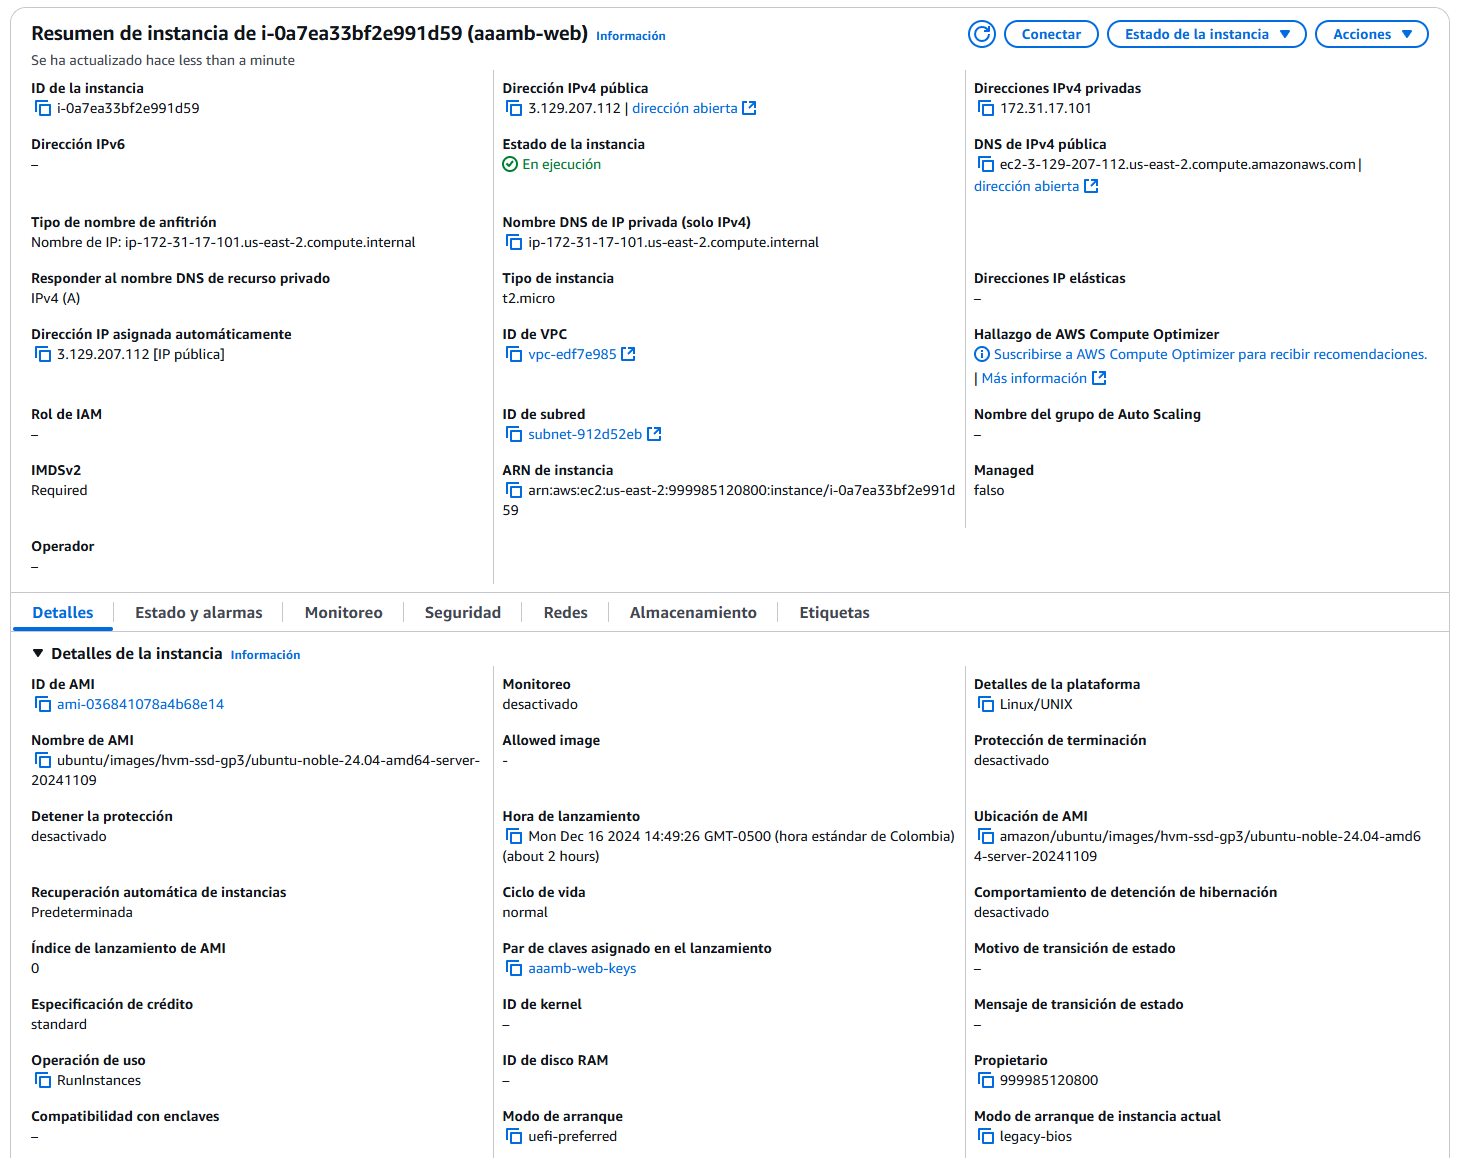 Resumen de instancia de i-0a7ea33bf2e991d59 (aaamb-web) Información
Conectar
Estado de la instancia
Acciones
Se ha actualizado hace less than a minute
ID de la instancia
i-0a7ea33bf2e991d59
Dirección IPv4 pública
3.129.207.112 | dirección abierta
Direcciones IPv4 privadas
172.31.17.101
Dirección IPv6
–
Estado de la instancia
En ejecución
DNS de IPv4 pública
ec2-3-129-207-112.us-east-2.compute.amazonaws.com |
dirección abierta
Tipo de nombre de anfitrión
Nombre de IP: ip-172-31-17-101.us-east-2.compute.internal
Nombre DNS de IP privada (solo IPv4)
ip-172-31-17-101.us-east-2.compute.internal
Responder al nombre DNS de recurso privado
IPv4 (A)
Tipo de instancia
t2.micro
Direcciones IP elásticas
–
Dirección IP asignada automáticamente
3.129.207.112 [IP pública]
ID de VPC
vpc-edf7e985
Hallazgo de AWS Compute Optimizer
Suscribirse a AWS Compute Optimizer para recibir recomendaciones.
| Más información
Rol de IAM
–
ID de subred
subnet-912d52eb
Nombre del grupo de Auto Scaling
–
IMDSv2
Required
ARN de instancia
arn:aws:ec2:us-east-2:999985120800:instance/i-0a7ea33bf2e991d
59
Managed
falso
Operador
–
Detalles
Estado y alarmas
Monitoreo
Seguridad
Redes
Almacenamiento
Etiquetas
Detalles de la instancia Información
ID de AMI
ami-036841078a4b68e14
Monitoreo
desactivado
Detalles de la plataforma
Linux/UNIX
Nombre de AMI
ubuntu/images/hvm-ssd-gp3/ubuntu-noble-24.04-amd64-server-
20241109
Allowed image
-
Protección de terminación
desactivado
Detener la protección
desactivado
Hora de lanzamiento
Mon Dec 16 2024 14:49:26 GMT-0500 (hora estándar de Colombia)
(about 2 hours)
Ubicación de AMI
amazon/ubuntu/images/hvm-ssd-gp3/ubuntu-noble-24.04-amd6
4-server-20241109
Recuperación automática de instancias
Predeterminada
Ciclo de vida
normal
Comportamiento de detención de hibernación
desactivado
Índice de lanzamiento de AMI
0
Par de claves asignado en el lanzamiento
aaamb-web-keys
Motivo de transición de estado
–
Especificación de crédito
standard
ID de kernel
–
Mensaje de transición de estado
–
Operación de uso
RunInstances
ID de disco RAM
–
Propietario
999985120800
Compatibilidad con enclaves
–
Modo de arranque
uefi-preferred
Modo de arranque de instancia actual
legacy-bios